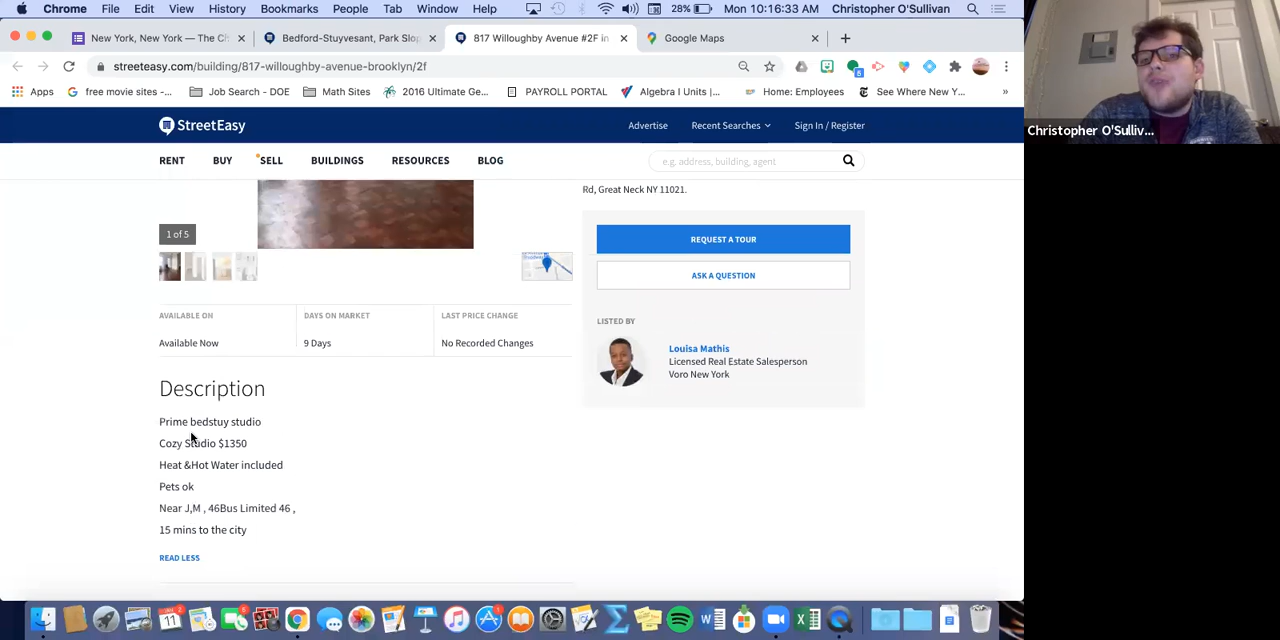 Chrome File Edit View History Bookmarks People Tab Window Help 28% Mon 10:16:33 AM Christopher O'Sullivan
New York, New York — The Ci
Bedford-Stuyvesant, Park Slop
817 Willoughby Avenue #2F in
Google Maps
streeteasy.com/building/817-willoughby-avenue-brooklyn/2f
8
Apps free movie sites -... Job Search - DOE Math Sites 2016 Ultimate Ge... PAYROLL PORTAL Algebra I Units |... Home: Employees See Where New Y... »
Christopher O'Sulliv...
StreetEasy
Advertise Recent Searches Sign In / Register
RENT BUY SELL BUILDINGS RESOURCES BLOG
e.g. address, building, agent
Rd, Great Neck NY 11021.
1 of 5
REQUEST A TOUR
ASK A QUESTION
AVAILABLE ON DAYS ON MARKET LAST PRICE CHANGE
Available Now 9 Days No Recorded Changes
LISTED BY
Louisa Mathis
Licensed Real Estate Salesperson
Voro New York
Description
Prime bedstuy studio
Cozy Studio $1350
Heat &Hot Water included
Pets ok
Near J,M , 46Bus Limited 46 ,
15 mins to the city
READ LESS